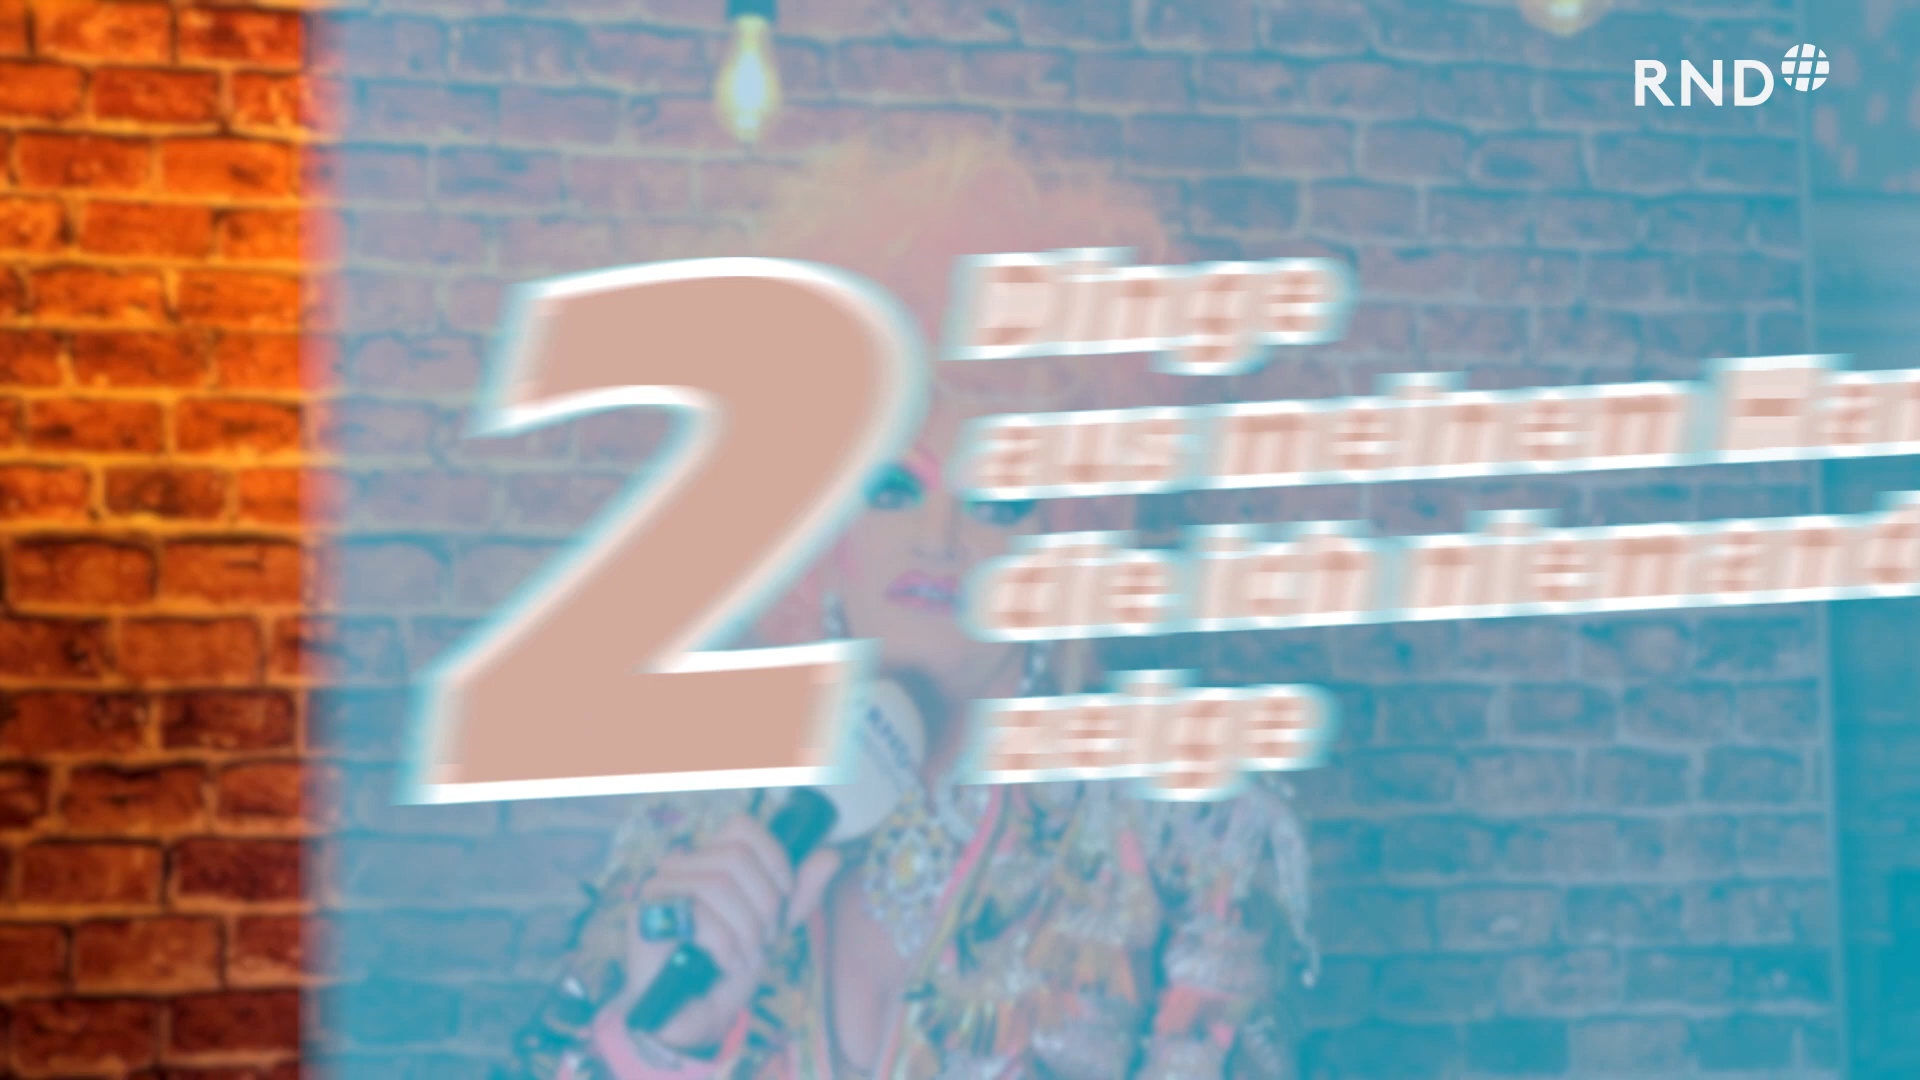 RND
2
Dinge
aus meinem
die ich
zeige